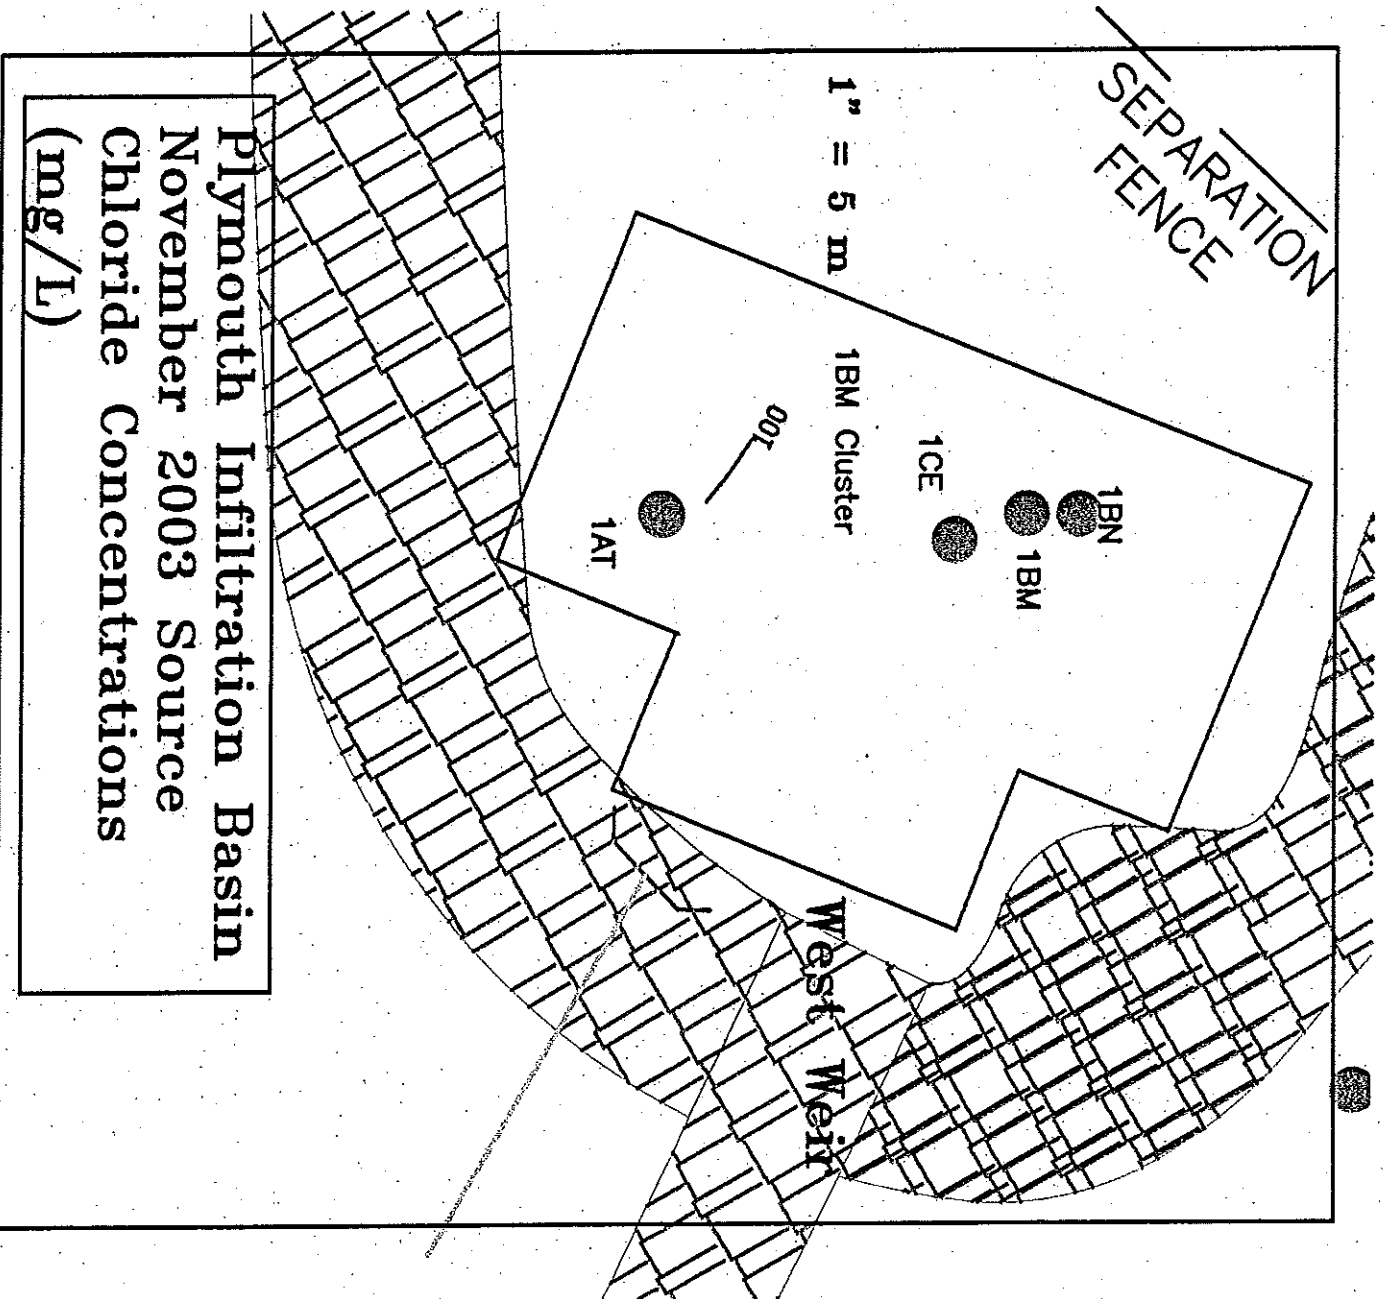 SEPARATION
FENCE
1" = 5 m
1BN
1BM
1CE
1BM Cluster
100
1AT
West Weir
Plymouth Infiltration Basin
November 2003 Source
Chloride Concentrations
(mg/L)